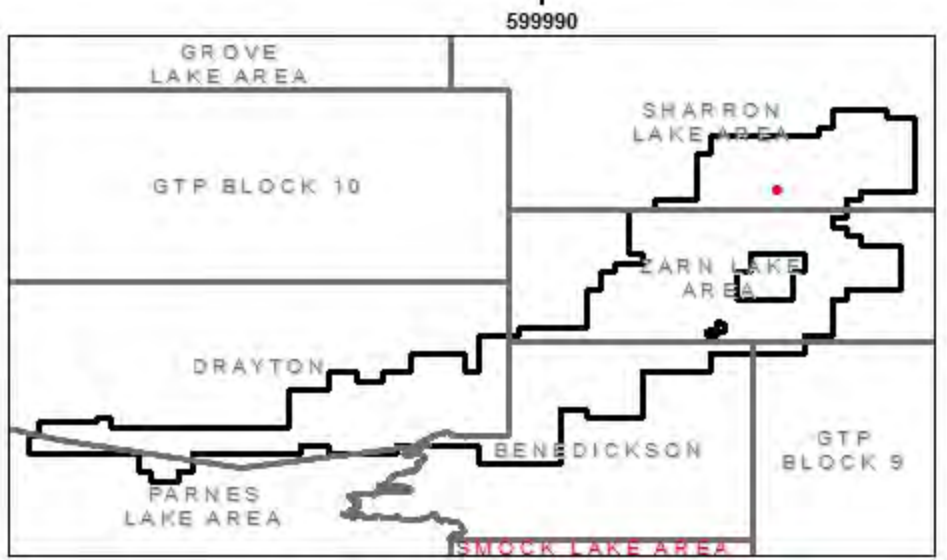 599990
GROVE
LAKE AREA
SHARRON
LAKE AREA
GTP BLOCK 10
ZARN LAKE
AREA
DRAYTON
BENEDICKSON
GTP
BLOCK 9
PARNES
LAKE AREA
SMOCK LAKE AREA